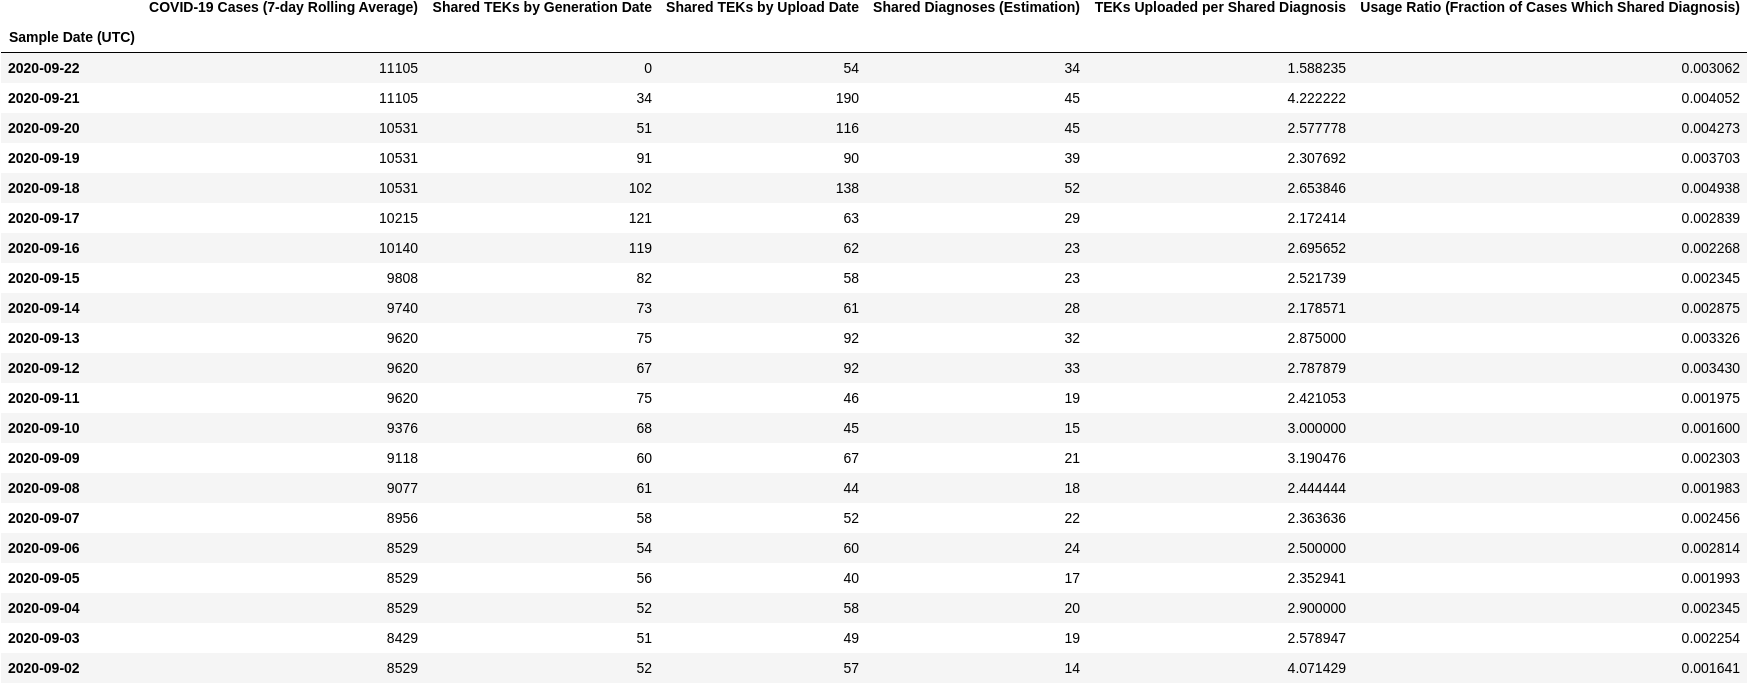 COVID-19 Cases (7-day Rolling Average) Shared TEKs by Generation Date Shared TEKs by Upload Date Shared Diagnoses (Estimation) TEKs Uploaded per Shared Diagnosis Usage Ratio (Fraction of Cases Which Shared Diagnosis)
Sample Date (UTC)
2020-09-22 11105 0 54 34 1.588235 0.003062
2020-09-21 11105 34 190 45 4.222222 0.004052
2020-09-20 10531 51 116 45 2.577778 0.004273
2020-09-19 10531 91 90 39 2.307692 0.003703
2020-09-18 10531 102 138 52 2.653846 0.004938
2020-09-17 10215 121 63 29 2.172414 0.002839
2020-09-16 10140 119 62 23 2.695652 0.002268
2020-09-15 9808 82 58 23 2.521739 0.002345
2020-09-14 9740 73 61 28 2.178571 0.002875
2020-09-13 9620 75 92 32 2.875000 0.003326
2020-09-12 9620 67 92 33 2.787879 0.003430
2020-09-11 9620 75 46 19 2.421053 0.001975
2020-09-10 9376 68 45 15 3.000000 0.001600
2020-09-09 9118 60 67 21 3.190476 0.002303
2020-09-08 9077 61 44 18 2.444444 0.001983
2020-09-07 8956 58 52 22 2.363636 0.002456
2020-09-06 8529 54 60 24 2.500000 0.002814
2020-09-05 8529 56 40 17 2.352941 0.001993
2020-09-04 8529 52 58 20 2.900000 0.002345
2020-09-03 8429 51 49 19 2.578947 0.002254
2020-09-02 8529 52 57 14 4.071429 0.001641